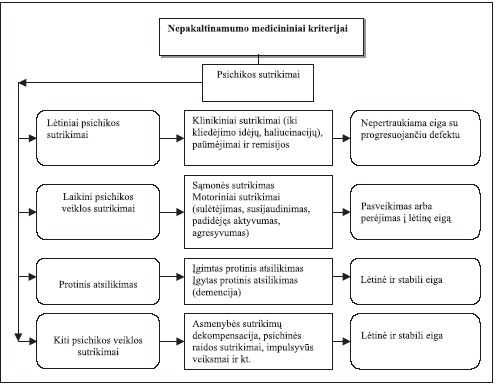 Nepakaltinamumo medicininiai kriterijai
Psichikos sutrikimai
Lėtiniai psichikos
sutrikimai
Klinikiniai sutrikimai (iki
kliedėjimo idėjų, haliucinacijų),
paūmėjimai ir remisijos
Nepertraukiama eiga su
progresuojančiu defektu
Laikini psichikos
veiklos sutrikimai
Sąmonės sutrikimas
Motoriniai sutrikimai
(sulėtėjimas, susijaudinimas,
padidėjęs aktyvumas,
agresyvumas)
Pasveikimas arba
perėjimas į lėtinę eigą
Protinis atsilikimas
Įgimtas protinis atsilikimas
Įgytas protinis atsilikimas
(demencija)
Lėtinė ir stabili eiga
Kiti psichikos veiklos
sutrikimai
Asmenybės sutrikimų
dekompensacija, psichinės
raidos sutrikimai, impulsyvūs
veiksmai ir kt.
Lėtinė ir stabili eiga